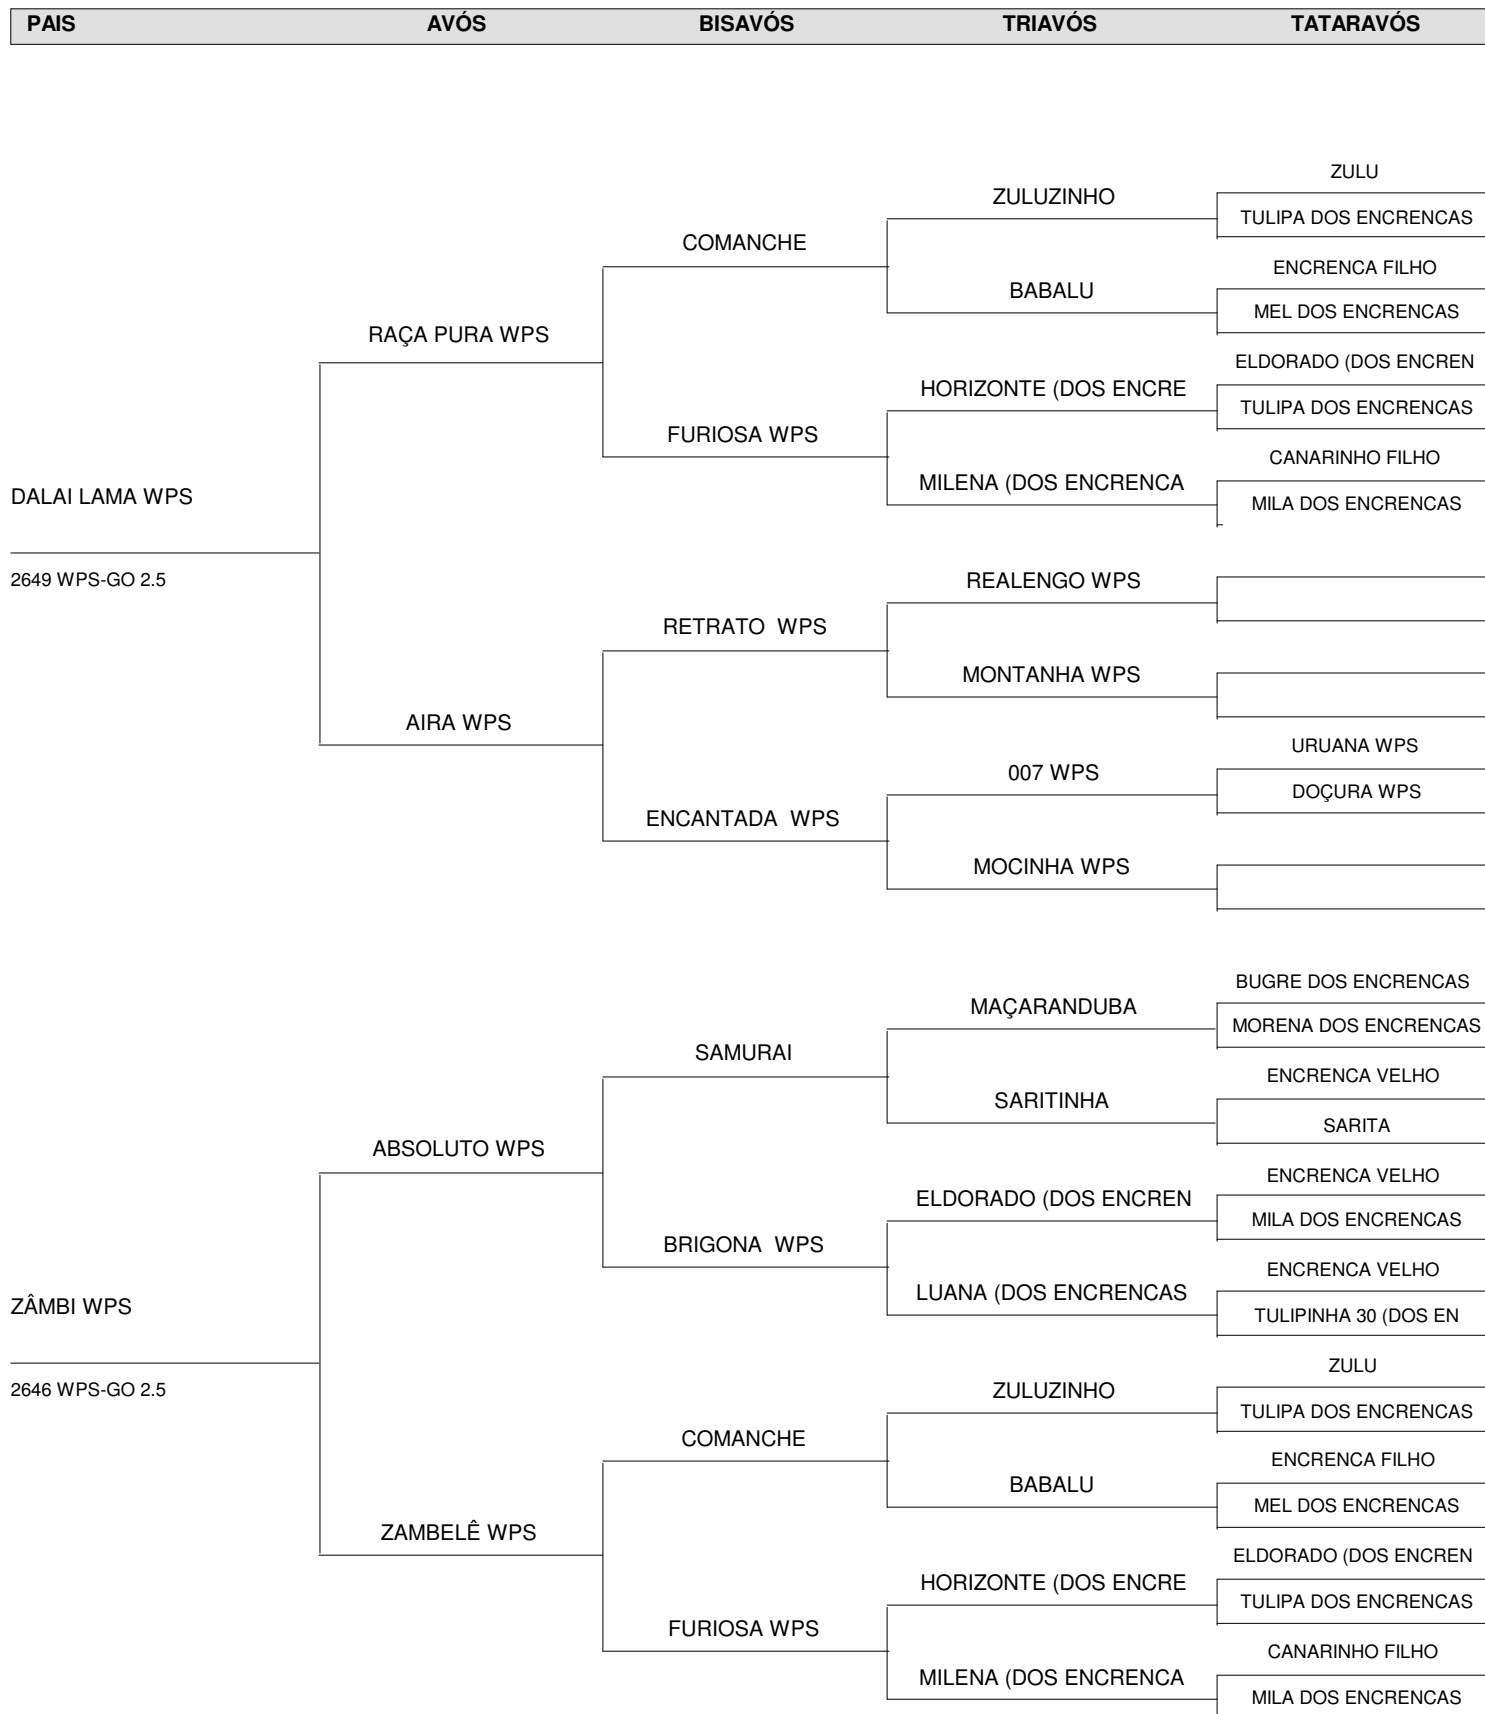 PAIS AVÓS BISAVÓS TRIAVÓS TATARAVÓS
ZULU
ZULUZINHO
TULIPA DOS ENCRENCAS
COMANCHE
ENCRENCA FILHO
BABALU
MEL DOS ENCRENCAS
RAÇA PURA WPS
ELDORADO (DOS ENCREN
HORIZONTE (DOS ENCRE
TULIPA DOS ENCRENCAS
FURIOSA WPS
CANARINHO FILHO
MILENA (DOS ENCRENCA
MILA DOS ENCRENCAS
DALAI LAMA WPS
2649 WPS-GO 2.5
REALENGO WPS
RETRATO  WPS
MONTANHA WPS
AIRA WPS
URUANA WPS
007 WPS
DOÇURA WPS
ENCANTADA  WPS
MOCINHA WPS
BUGRE DOS ENCRENCAS
MAÇARANDUBA
MORENA DOS ENCRENCAS
SAMURAI
ENCRENCA VELHO
SARITINHA
SARITA
ABSOLUTO WPS
ENCRENCA VELHO
ELDORADO (DOS ENCREN
MILA DOS ENCRENCAS
BRIGONA  WPS
ENCRENCA VELHO
LUANA (DOS ENCRENCAS
TULIPINHA 30 (DOS EN
ZÂMBI WPS
2646 WPS-GO 2.5
ZULU
ZULUZINHO
TULIPA DOS ENCRENCAS
COMANCHE
ENCRENCA FILHO
BABALU
MEL DOS ENCRENCAS
ZAMBELÊ WPS
ELDORADO (DOS ENCREN
HORIZONTE (DOS ENCRE
TULIPA DOS ENCRENCAS
FURIOSA WPS
CANARINHO FILHO
MILENA (DOS ENCRENCA
MILA DOS ENCRENCAS